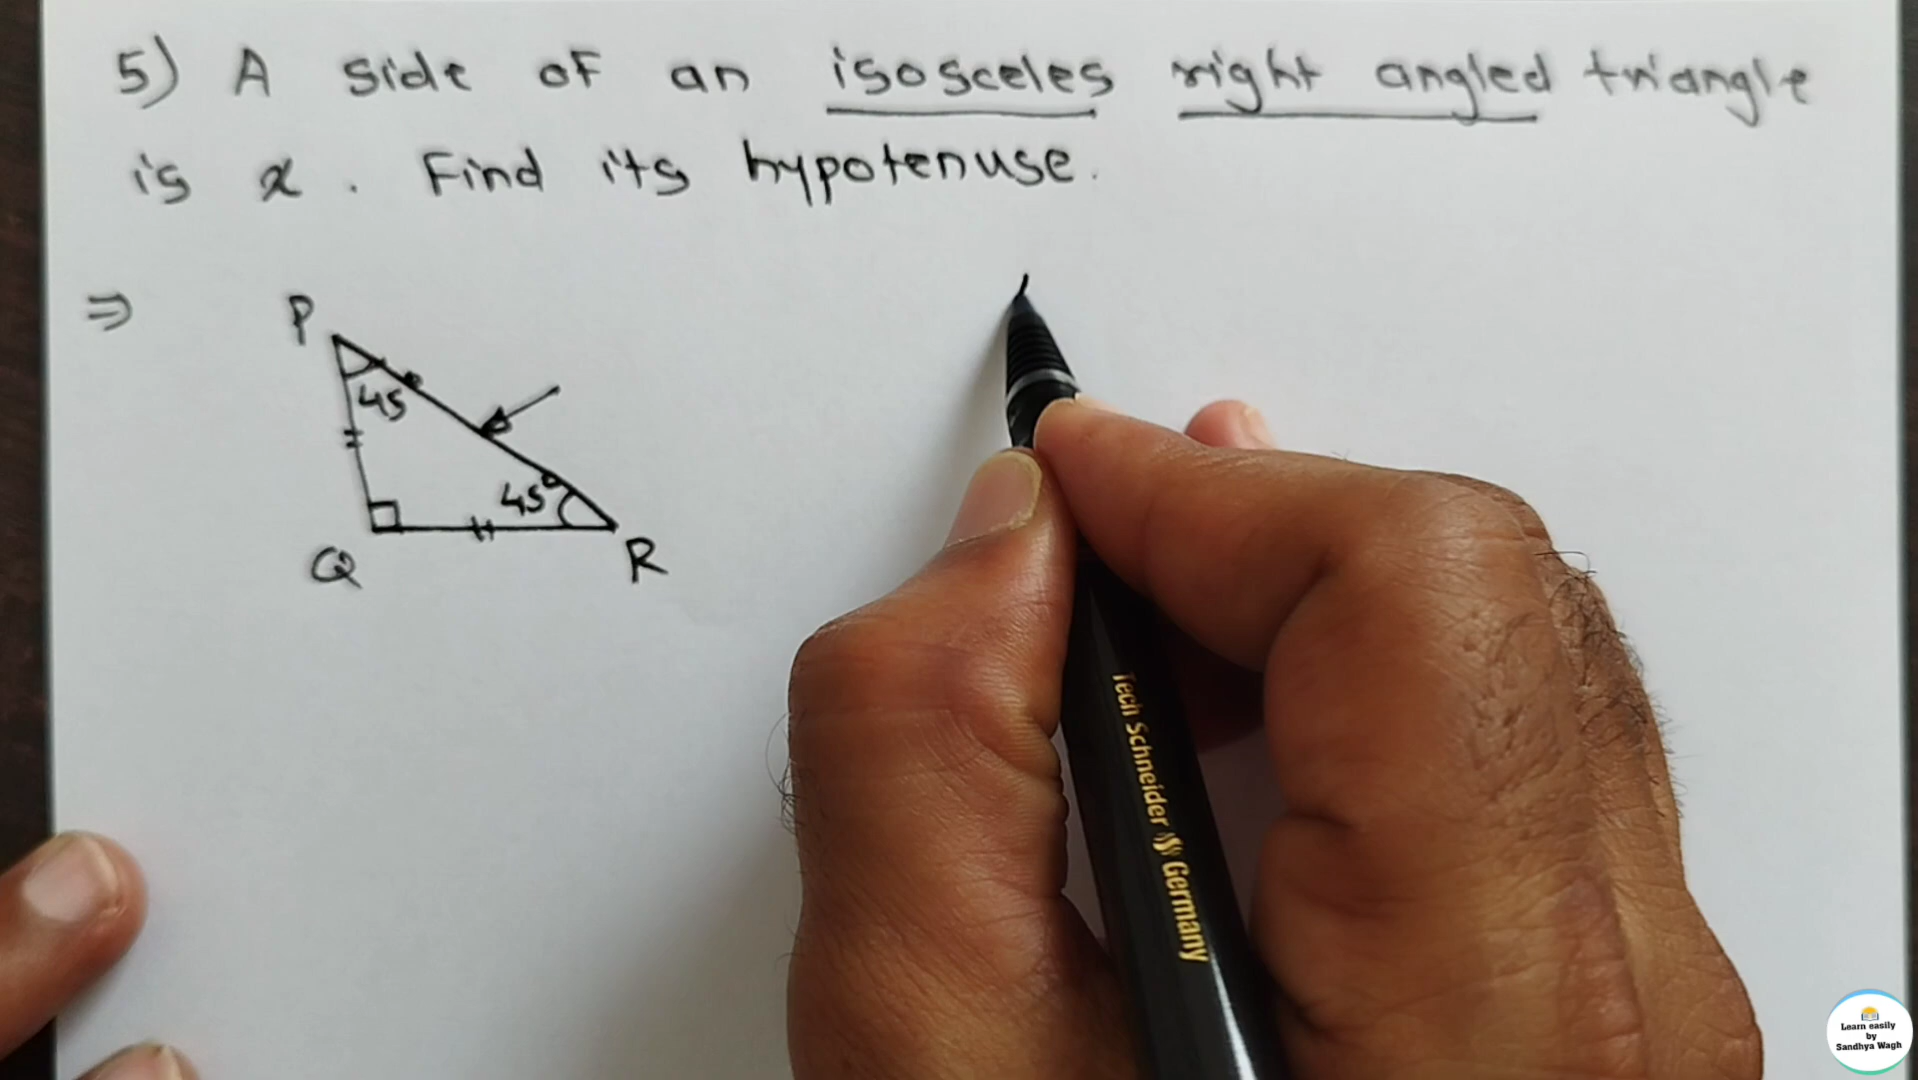 5) A side of an isosceles right angled triangle
is x . Find its hypotenuse.
⇒
P
45°
45°
Q
R
Tech Schneider Germany
Learn easily
by
Sandhya Wagh